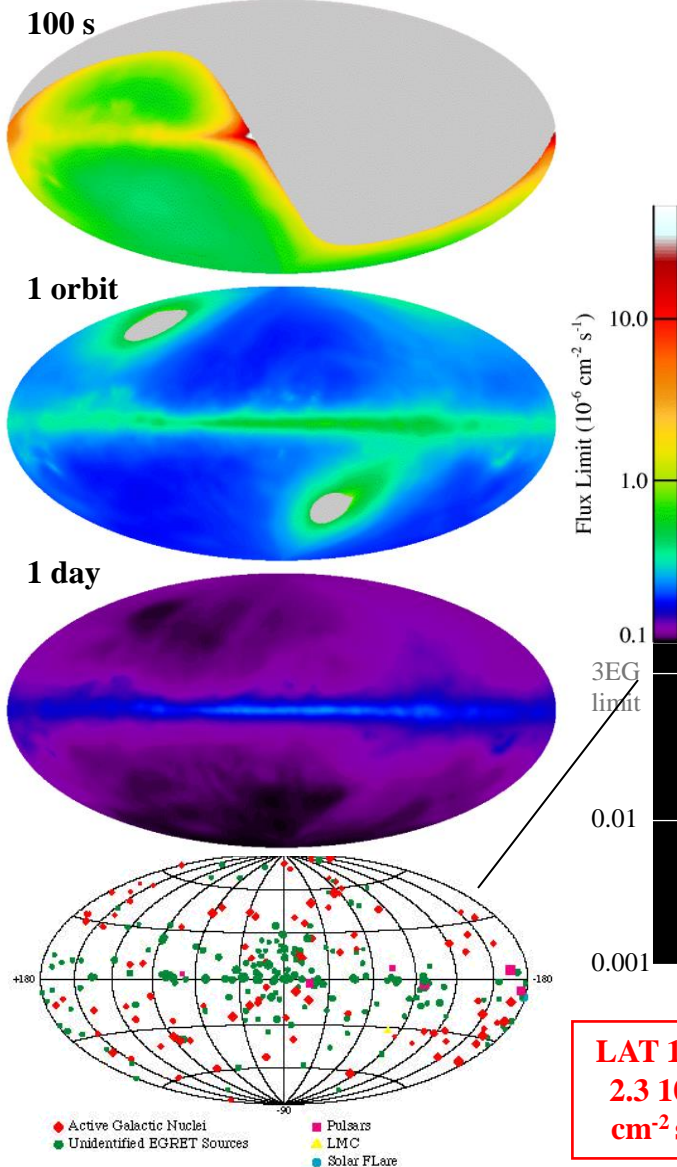 100 s
1 orbit
1 day
10.0
1.0
0.1
Flux Limit (10⁻⁶ cm⁻² s⁻¹)
3EG
limit
0.01
0.001
+180
-180
-90
Active Galactic Nuclei
Unidentified EGRET Sources
Pulsars
LMC
Solar FLare
LAT 1
2.3 10
cm⁻² s